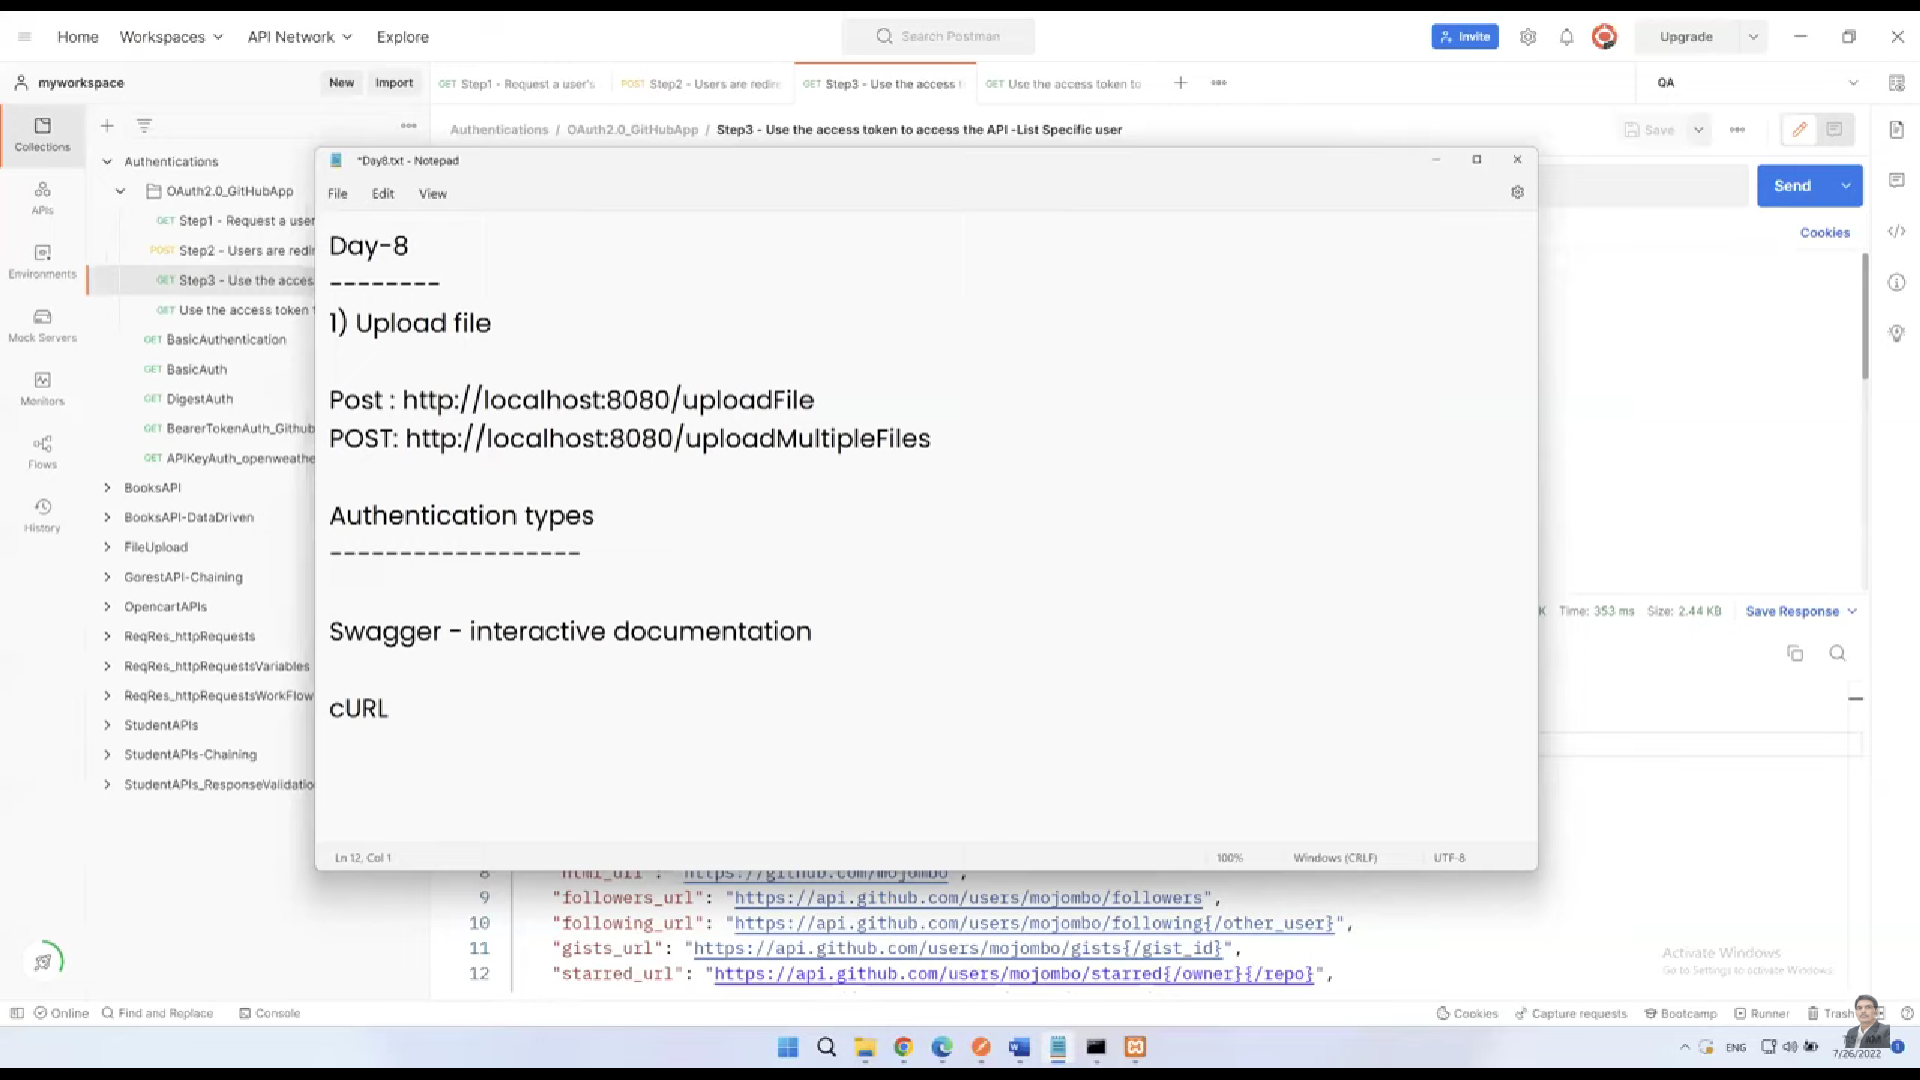 Home Workspaces API Network Explore
Search Postman
Invite
Upgrade
myworkspace
New Import
GET Step1 - Request a user's
POST Step2 - Users are redire
GET Step3 - Use the access
GET Use the access token to
QA
Authentications / OAuth2.0_GitHubApp / Step3 - Use the access token to access the API -List Specific user
Save
Send
Cookies
Collections
APIs
Environments
Mock Servers
Monitors
Flows
History
Authentications
OAuth2.0_GitHubApp
GET Step1 - Request a user
POST Step2 - Users are redi
GET Step3 - Use the acces
GET Use the access token
GET BasicAuthentication
GET BasicAuth
GET DigestAuth
GET BearerTokenAuth_Github
GET APIKeyAuth_openweathe
BooksAPI
BooksAPI-DataDriven
FileUpload
GorestAPI-Chaining
OpencartAPIs
ReqRes_httpRequests
ReqRes_httpRequestsVariables
ReqRes_httpRequestsWorkFlow
StudentAPIs
StudentAPIs-Chaining
StudentAPIs_ResponseValidatio
*Day8.txt - Notepad
File Edit View
Day-8
--------
1) Upload file
Post : http://localhost:8080/uploadFile
POST: http://localhost:8080/uploadMultipleFiles
Authentication types
------------------
Swagger - interactive documentation
cURL
Ln 12, Col 1
100%
Windows (CRLF)
UTF-8
K Time: 353 ms Size: 2.44 KB Save Response
8 "html_url": "https://github.com/mojombo",
9 "followers_url": "https://api.github.com/users/mojombo/followers",
10 "following_url": "https://api.github.com/users/mojombo/following{/other_user}",
11 "gists_url": "https://api.github.com/users/mojombo/gists{/gist_id}",
12 "starred_url": "https://api.github.com/users/mojombo/starred{/owner}{/repo}",
Activate Windows
Go to Settings to activate Windows.
Online Find and Replace Console
Cookies Capture requests Bootcamp Runner Trash
ENG
7/26/2022